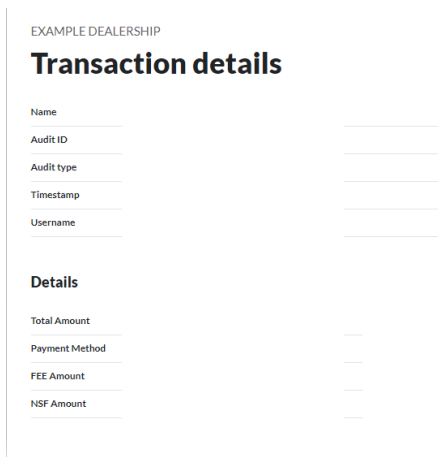 EXAMPLE DEALERSHIP
Transaction details
Name
Audit ID
Audit type
Timestamp
Username
Details
Total Amount
Payment Method
FEE Amount
NSF Amount